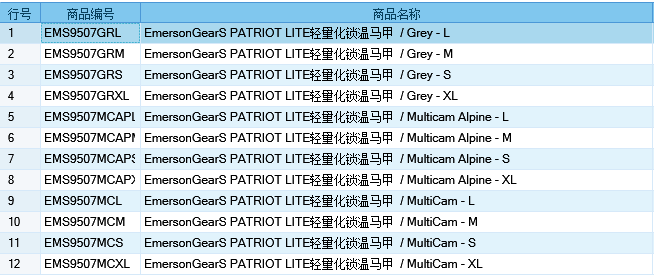 行号 商品编号 商品名称
1 EMS9507GRL EmersonGearS PATRIOT LITE轻量化锁温马甲 / Grey - L
2 EMS9507GRM EmersonGearS PATRIOT LITE轻量化锁温马甲 / Grey - M
3 EMS9507GRS EmersonGearS PATRIOT LITE轻量化锁温马甲 / Grey - S
4 EMS9507GRXL EmersonGearS PATRIOT LITE轻量化锁温马甲 / Grey - XL
5 EMS9507MCAPL EmersonGearS PATRIOT LITE轻量化锁温马甲 / Multicam Alpine - L
6 EMS9507MCAPM EmersonGearS PATRIOT LITE轻量化锁温马甲 / Multicam Alpine - M
7 EMS9507MCAPS EmersonGearS PATRIOT LITE轻量化锁温马甲 / Multicam Alpine - S
8 EMS9507MCAPX EmersonGearS PATRIOT LITE轻量化锁温马甲 / Multicam Alpine - XL
9 EMS9507MCL EmersonGearS PATRIOT LITE轻量化锁温马甲 / MultiCam - L
10 EMS9507MCM EmersonGearS PATRIOT LITE轻量化锁温马甲 / MultiCam - M
11 EMS9507MCS EmersonGearS PATRIOT LITE轻量化锁温马甲 / MultiCam - S
12 EMS9507MCXL EmersonGearS PATRIOT LITE轻量化锁温马甲 / MultiCam - XL